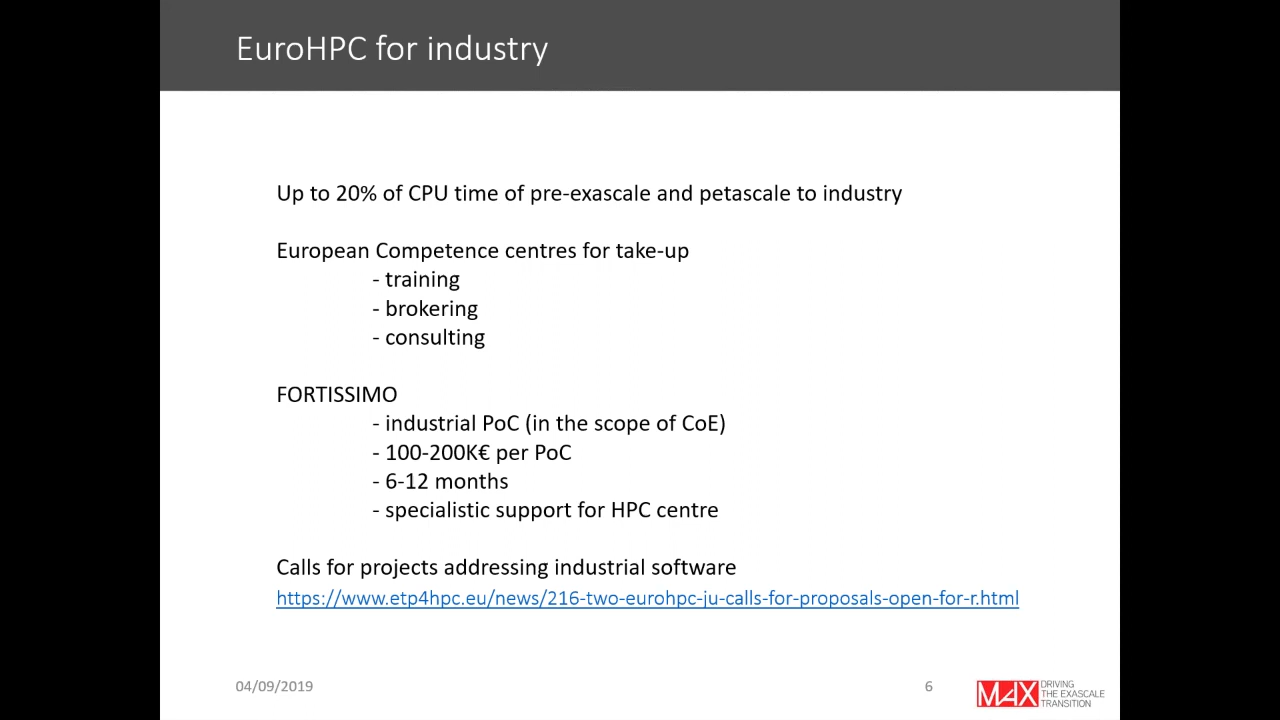 EuroHPC for industry
Up to 20% of CPU time of pre-exascale and petascale to industry
European Competence centres for take-up
- training
- brokering
- consulting
FORTISSIMO
- industrial PoC (in the scope of CoE)
- 100-200K€ per PoC
- 6-12 months
- specialistic support for HPC centre
Calls for projects addressing industrial software
https://www.etp4hpc.eu/news/216-two-eurohpc-ju-calls-for-proposals-open-for-r.html
04/09/2019
6
MAX
DRIVING
THE EXASCALE
TRANSITION